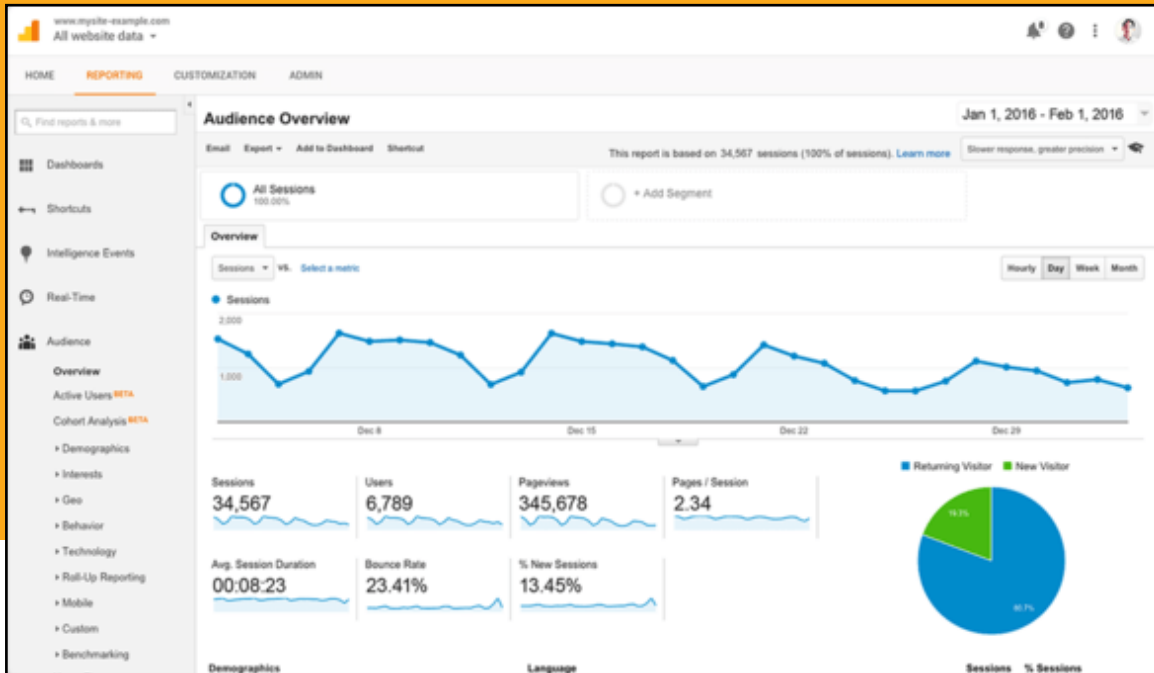 www.mysite-example.com
All website data
HOME REPORTING CUSTOMIZATION ADMIN
Find reports & more
Audience Overview
Jan 1, 2016 - Feb 1, 2016
Email Export Add to Dashboard Shortcut
This report is based on 34,567 sessions (100% of sessions). Learn more
Slower response, greater precision
Dashboards
Shortcuts
Intelligence Events
Real-Time
Audience
Overview
Active Users BETA
Cohort Analysis BETA
Demographics
Interests
Geo
Behavior
Technology
Roll-Up Reporting
Mobile
Custom
Benchmarking
All Sessions
100.00%
+ Add Segment
Overview
Sessions VS. Select a metric
Hourly Day Week Month
Sessions
2,000
1,000
Dec 8 Dec 15 Dec 22 Dec 29
Returning Visitor New Visitor
Sessions Users Pageviews Pages / Session
34,567 6,789 345,678 2.34
Avg. Session Duration Bounce Rate % New Sessions
00:08:23 23.41% 13.45%
19.3%
80.7%
Demographics Language Sessions % Sessions